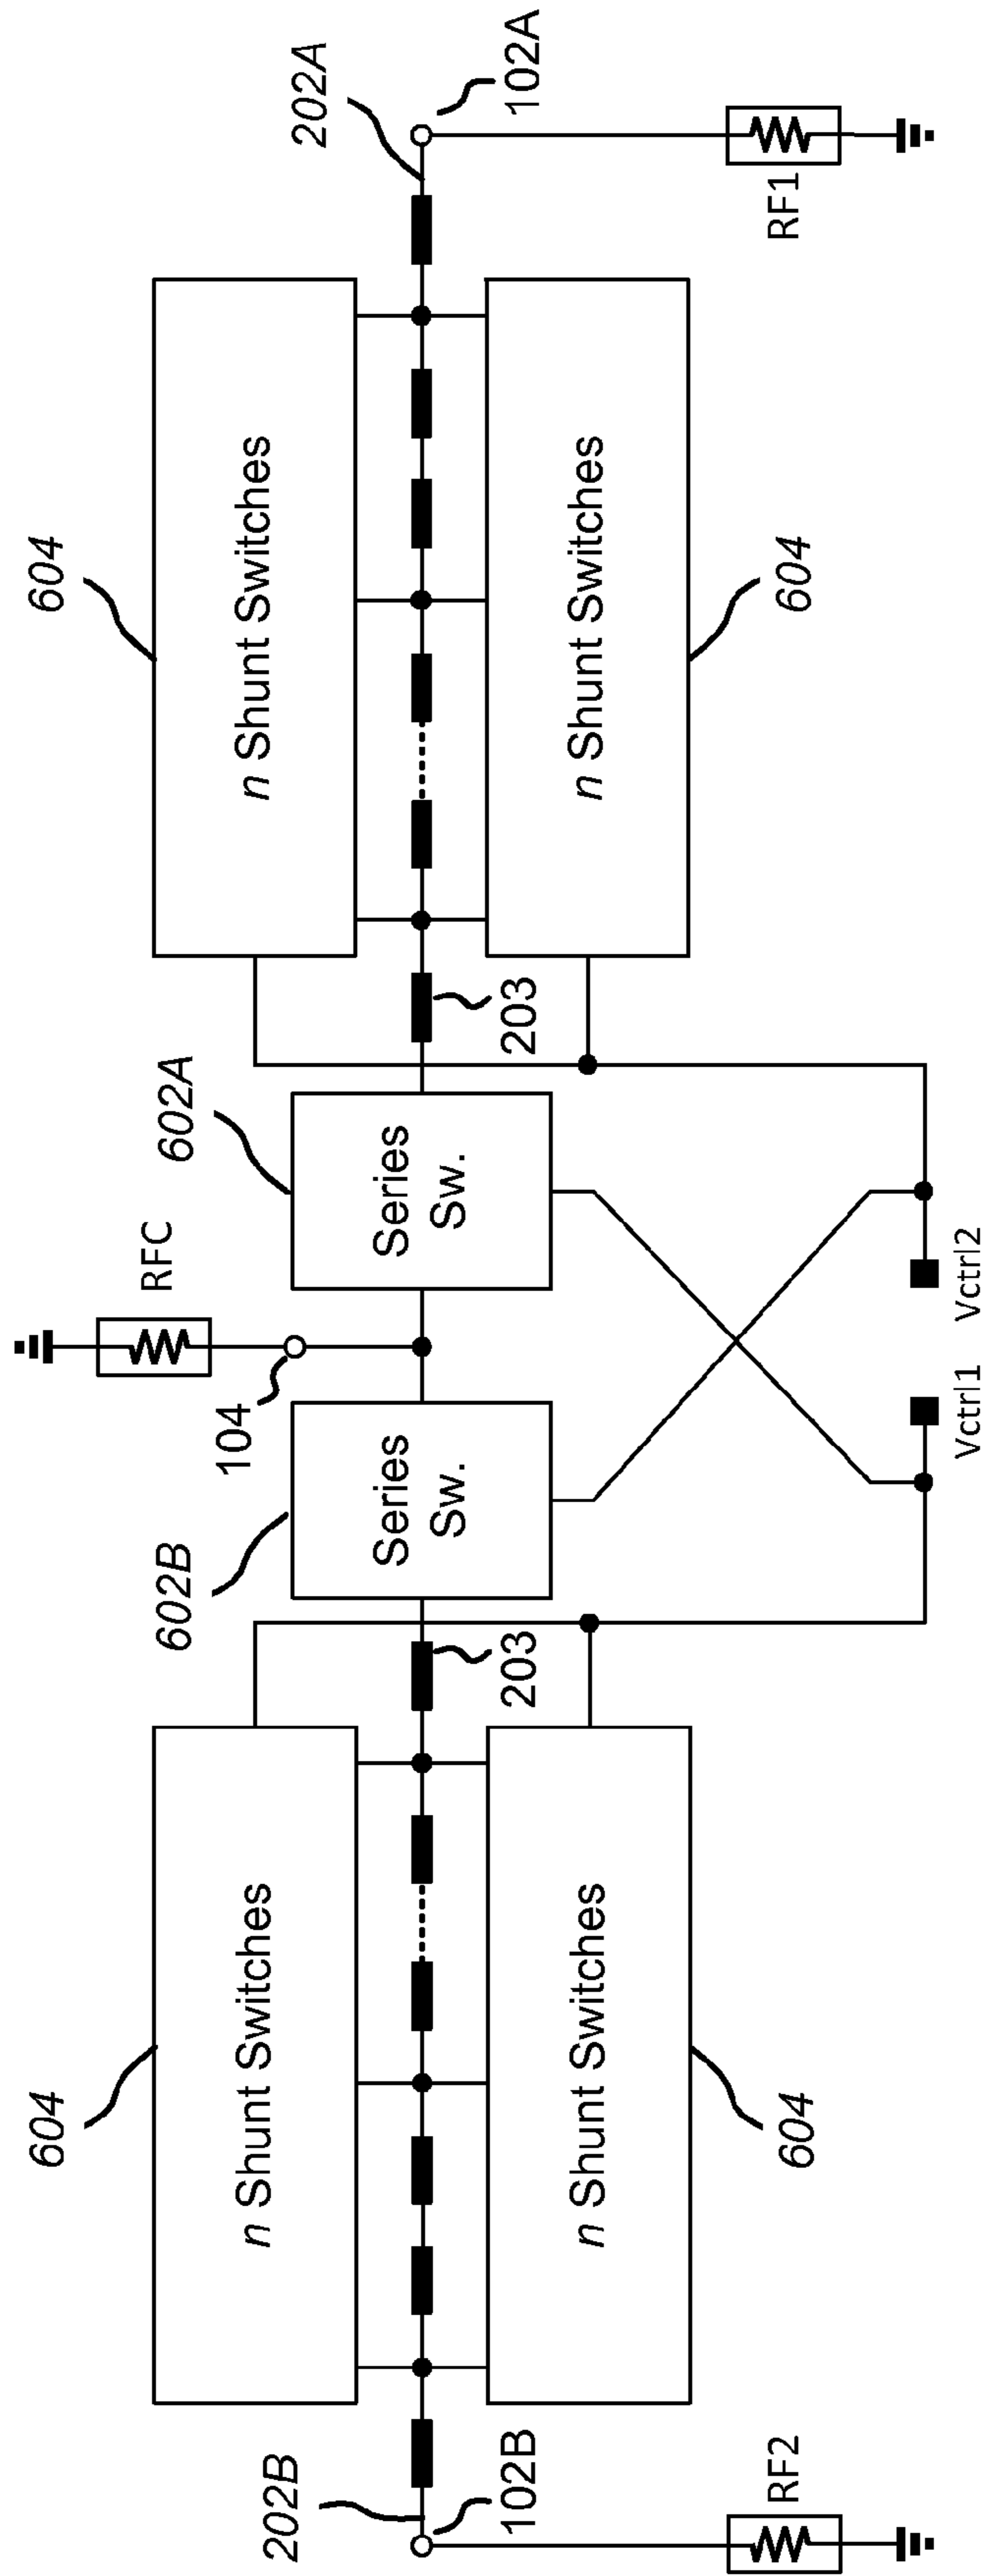 604
604
RFC
202B
n Shunt Switches
602B
104
602A
n Shunt Switches
202A
Series
Sw.
Series
Sw.
102B
203
203
102A
n Shunt Switches
n Shunt Switches
RF2
604
604
RF1
Vctrl1
Vctrl2